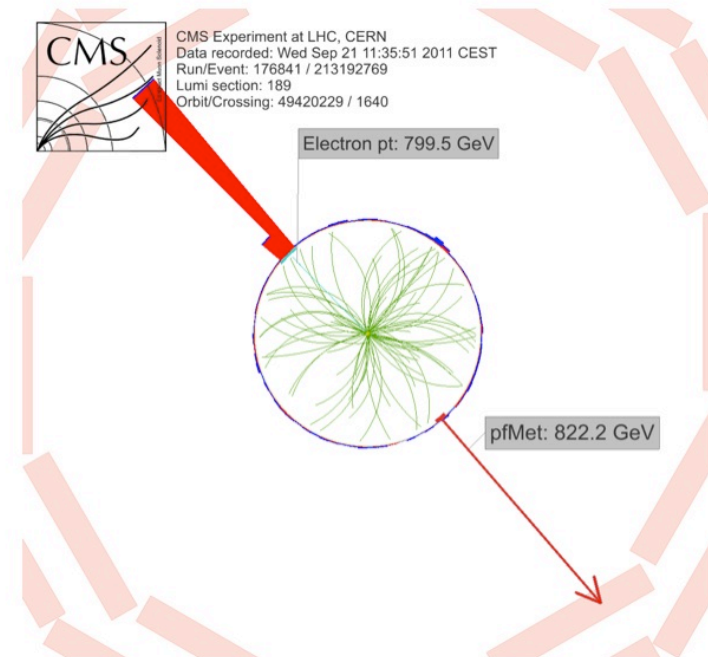 CMS
CMS Experiment at LHC, CERN
Data recorded: Wed Sep 21 11:35:51 2011 CEST
Run/Event: 176841 / 213192769
Lumi section: 189
Orbit/Crossing: 49420229 / 1640
Electron pt: 799.5 GeV
pfMet: 822.2 GeV